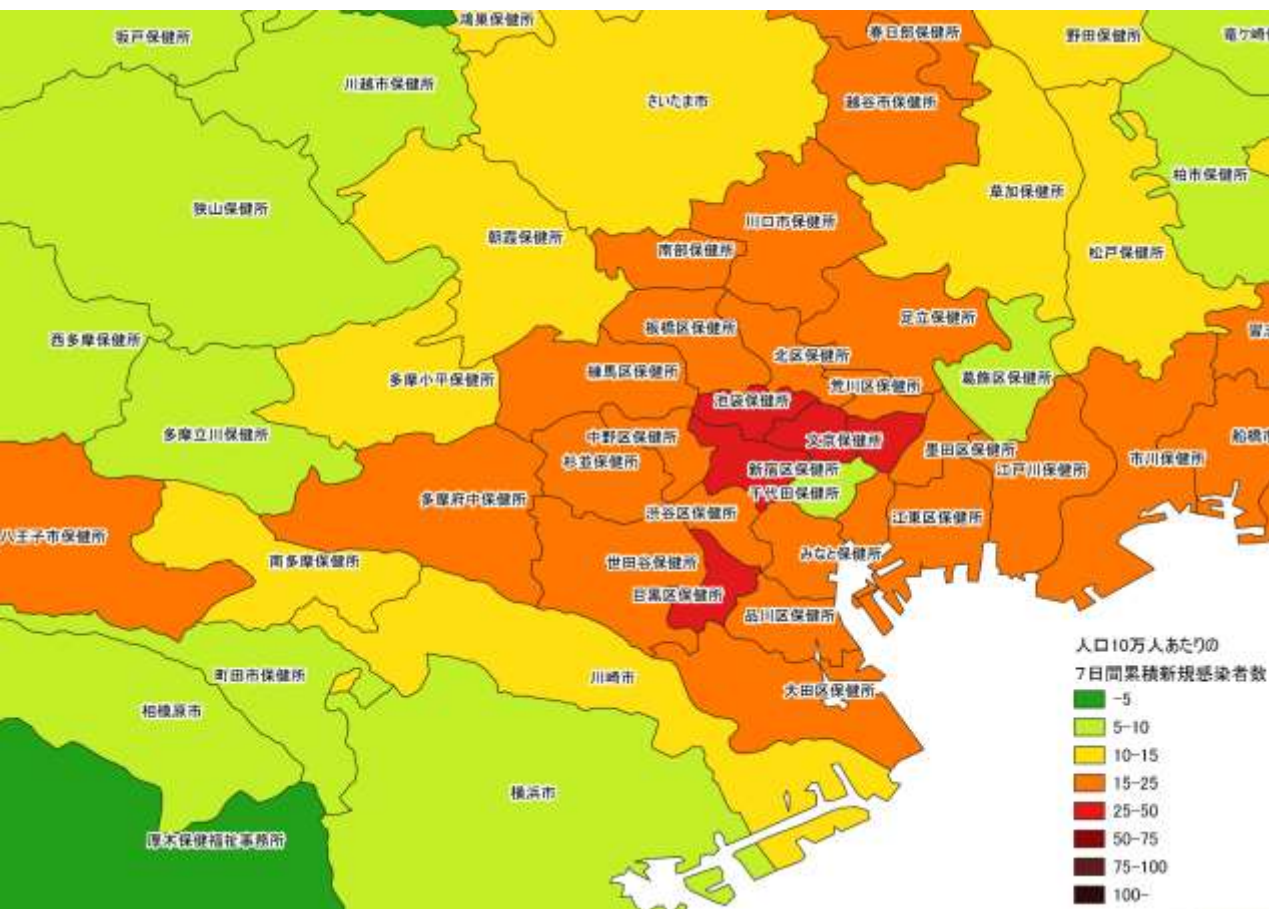 鴻巣保健所
春日部保健所
野田保健所
坂戸保健所
川越市保健所
さいたま市
越谷市保健所
柏市保健所
草加保健所
狭山保健所
川口市保健所
朝霞保健所
南部保健所
松戸保健所
足立保健所
板橋区保健所
西多摩保健所
北区保健所
練馬区保健所
多摩小平保健所
荒川区保健所
葛飾区保健所
池袋保健所
多摩立川保健所
中野区保健所
文京保健所
墨田区保健所
市川保健所
杉並保健所
新宿区保健所
江戸川保健所
千代田保健所
多摩府中保健所
渋谷区保健所
江東区保健所
八王子市保健所
みなと保健所
南多摩保健所
世田谷保健所
目黒区保健所
品川区保健所
町田市保健所
川崎市
大田区保健所
相模原市
横浜市
厚木保健福祉事務所
人口10万人あたりの
7日間累積新規感染者数
-5
5-10
10-15
15-25
25-50
50-75
75-100
100-